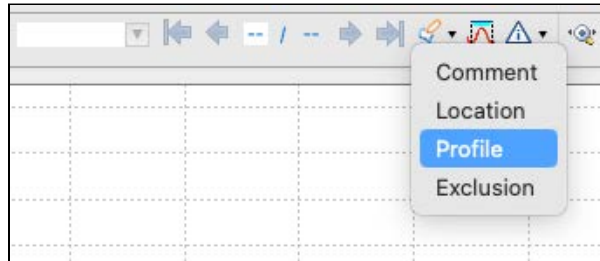 -- / --
Comment
Location
Profile
Exclusion